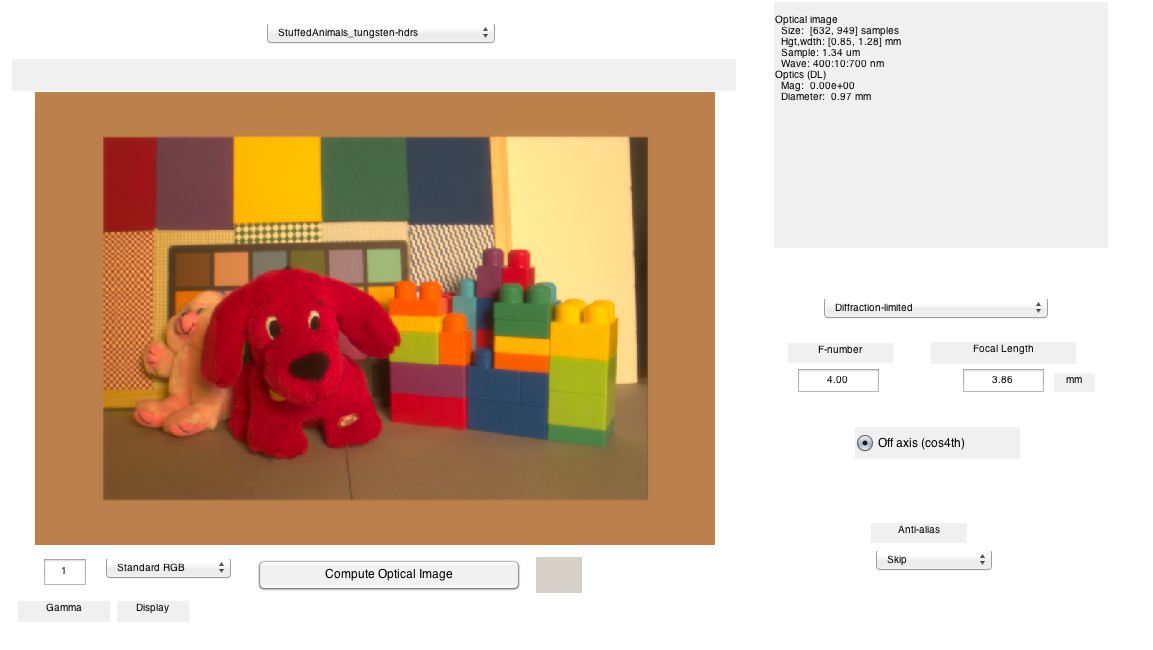 StuffedAnimals_tungsten-hdrs
Optical image
Size:  [632, 949] samples
Hgt,wdth: [0.85, 1.28] mm
Sample: 1.34 um
Wave: 400:10:700 nm
Optics (DL)
Mag:  0.00e+00
Diameter:  0.97 mm
Diffraction-limited
F-number
Focal Length
4.00
3.86
mm
Off axis (cos4th)
Anti-alias
Skip
1
Standard RGB
Compute Optical Image
Gamma
Display